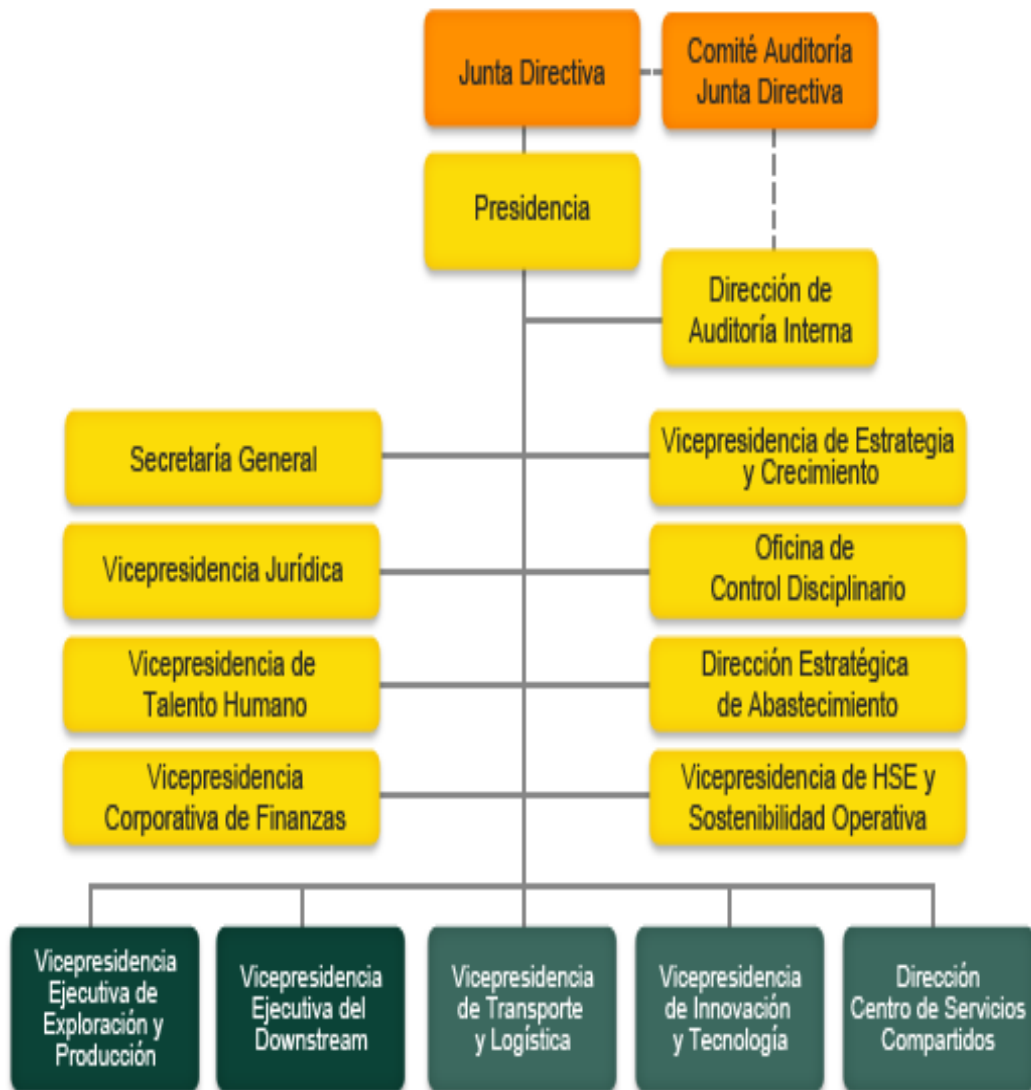 Junta Directiva
Comité Auditoría
Junta Directiva
Presidencia
Dirección de
Auditoría Interna
Secretaría General
Vicepresidencia de Estrategia
y Crecimiento
Vicepresidencia Jurídica
Oficina de
Control Disciplinario
Vicepresidencia de
Talento Humano
Dirección Estratégica
de Abastecimiento
Vicepresidencia
Corporativa de Finanzas
Vicepresidencia de HSE y
Sostenibilidad Operativa
Vicepresidencia
Ejecutiva de
Exploración y
Producción
Vicepresidencia
Ejecutiva del
Downstream
Vicepresidencia
de Transporte
y Logística
Vicepresidencia
de Innovación
y Tecnología
Dirección
Centro de Servicios
Compartidos